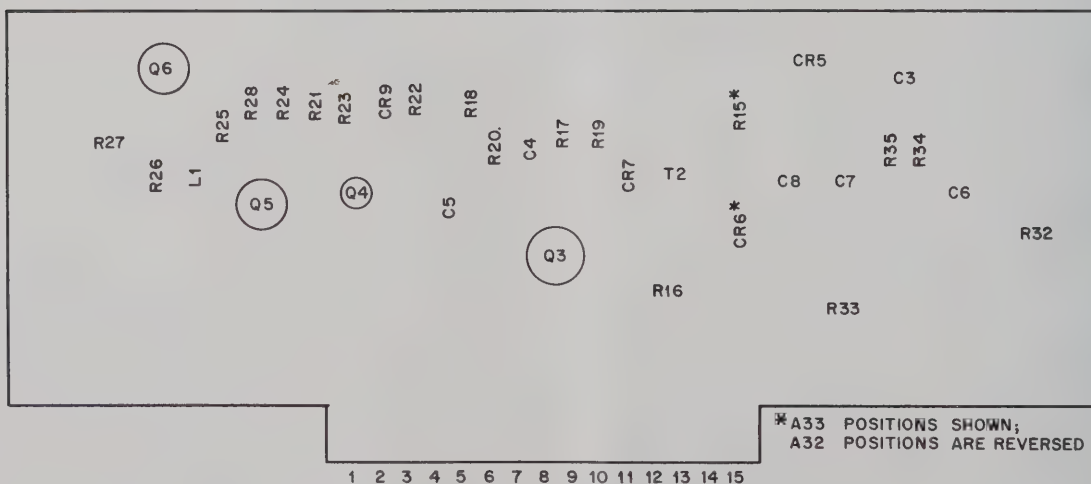 Q6
CR5
C3
R27
R26
L1
R25
R28
R24
R21
R23
CR9
R22
R18
R20.
C4
R17
R19
CR7
T2
R15*
CR6*
C8
C7
R35
R34
C6
R32
Q5
Q4
C5
Q3
R16
R33
*A33 POSITIONS SHOWN;
A32 POSITIONS ARE REVERSED
1 2 3 4 5 6 7 8 9 10 11 12 13 14 15